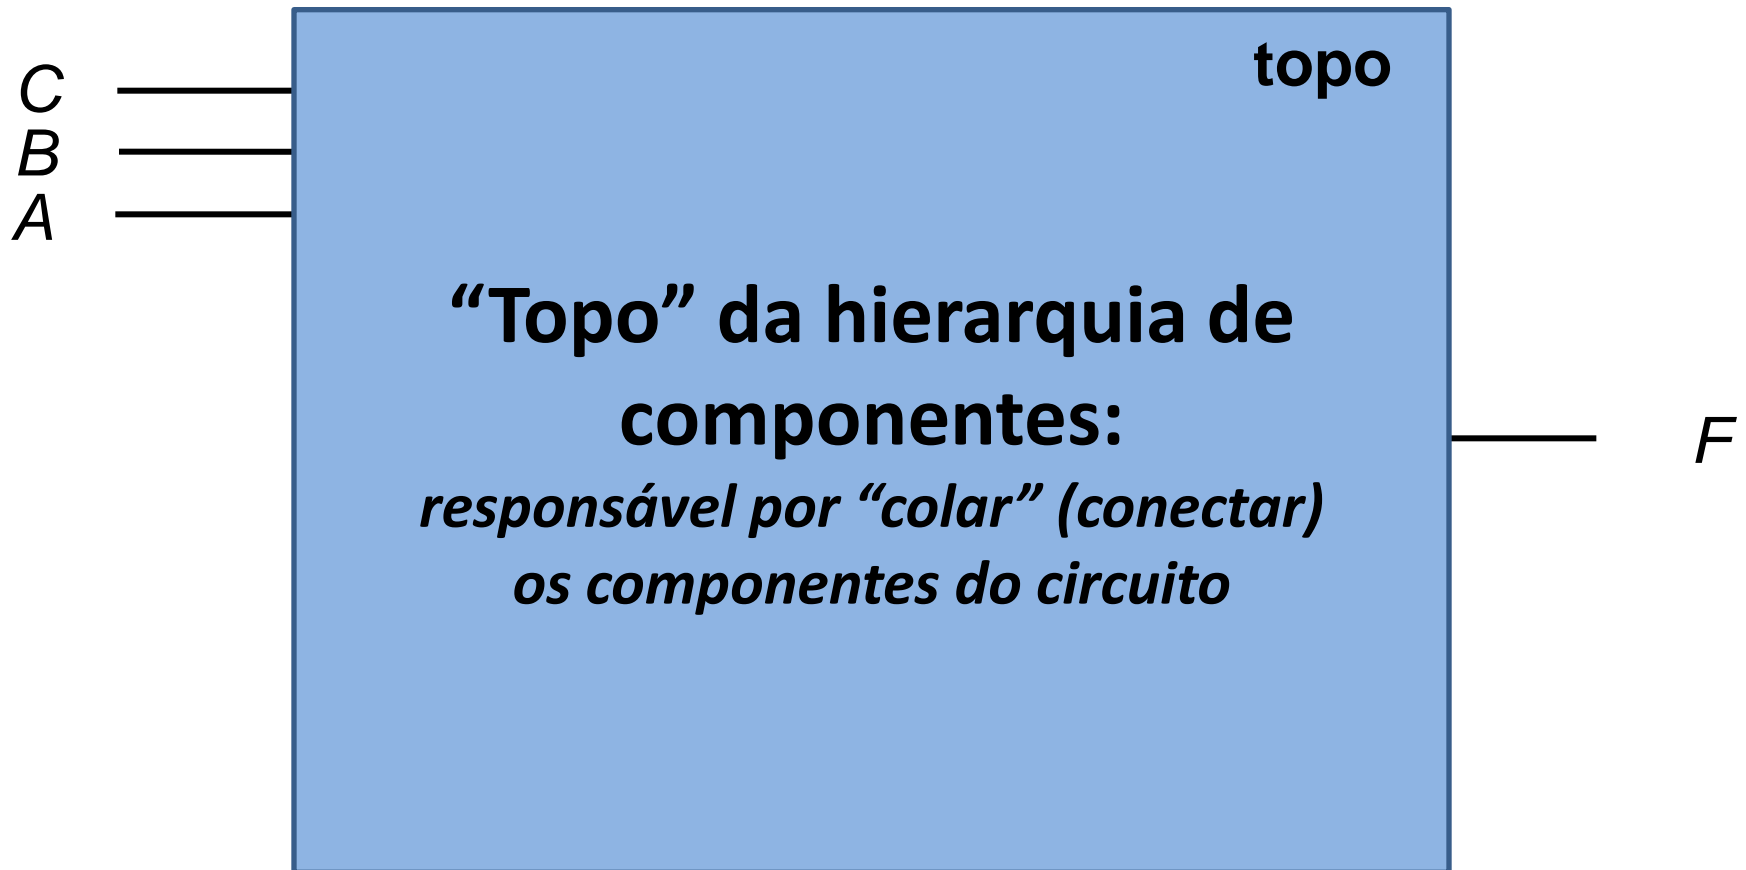 topo
C
B
A
“Topo” da hierarquia de
componentes:
responsável por “colar” (conectar)
os componentes do circuito
F